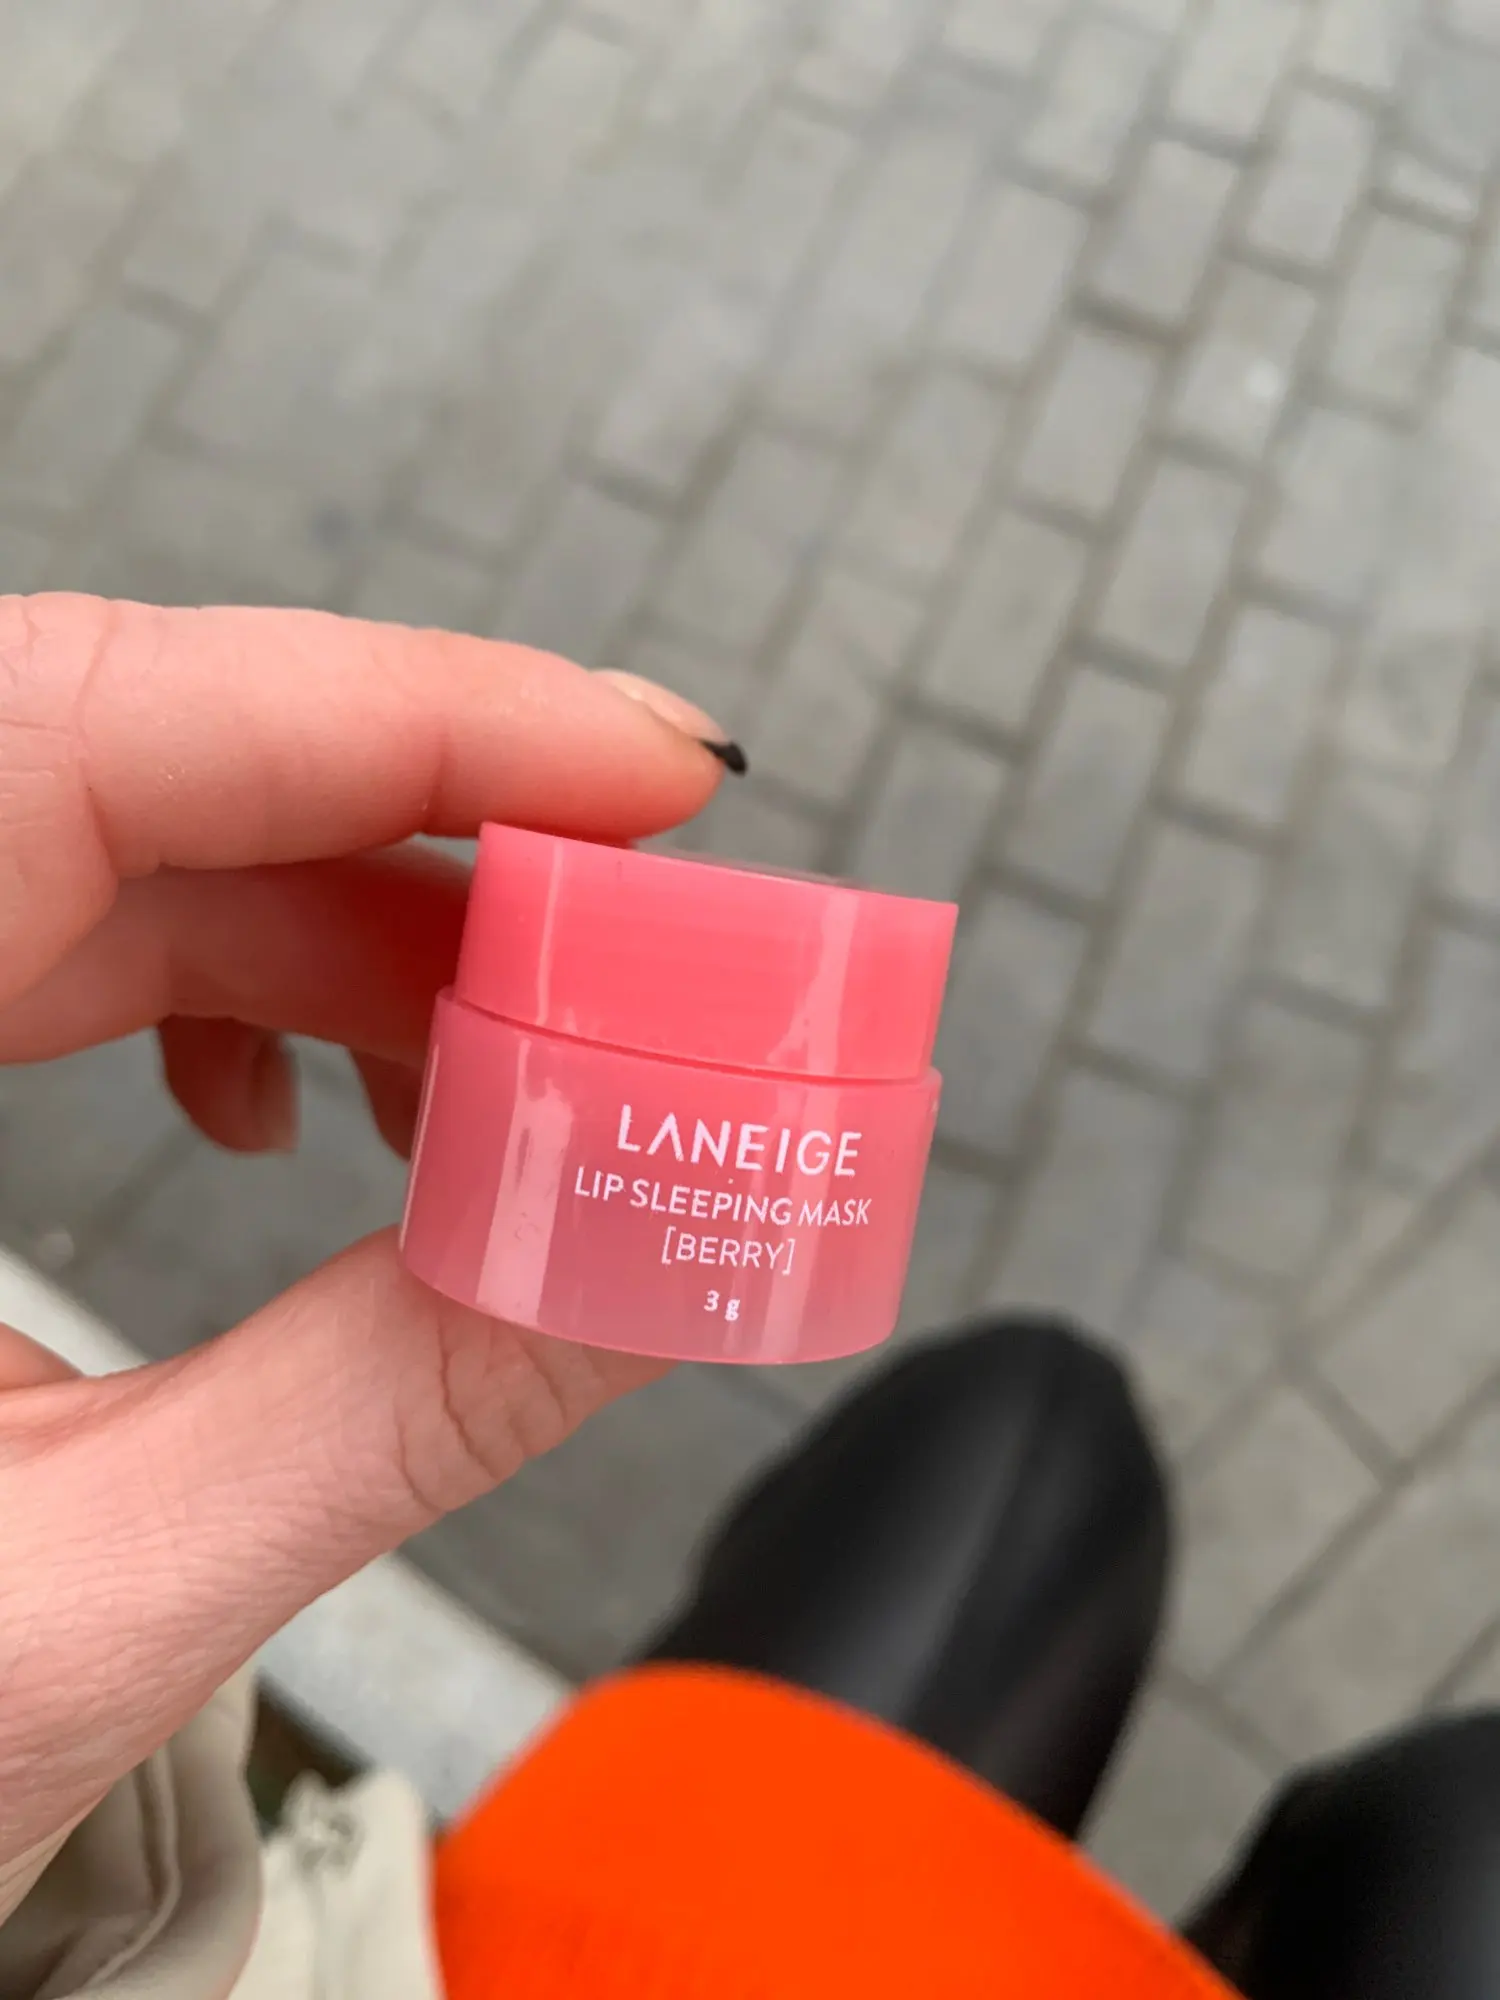 LANEIGE
LIP SLEEPING MASK
[BERRY]
3 g